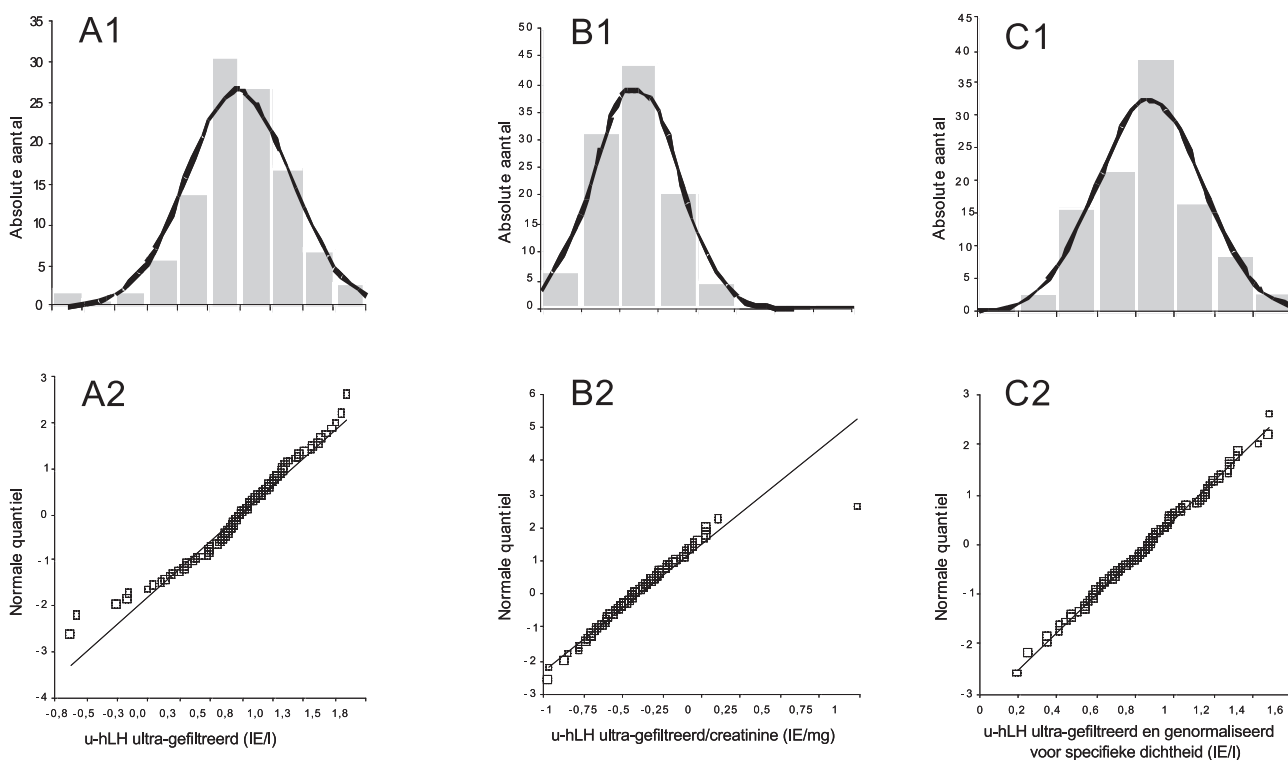 A1
35
30
25
20
15
10
5
0
Absolute aantal
B1
50
45
40
35
30
25
20
15
10
5
0
Absolute aantal
C1
45
40
35
30
25
20
15
10
5
0
Absolute aantal
A2
3
2
1
0
-1
-2
-3
-4
Normale quantiel
-0,8 -0,5 -0,3 0,0 0,3 0,5 0,8 1,0 1,3 1,5 1,8
u-hLH ultra-gefiltreerd (IE/l)
B2
6
5
4
3
2
1
0
-1
-2
-3
Normale quantiel
-1 -0,75 -0,5 -0,25 0 0,25 0,5 0,75 1
u-hLH ultra-gefiltreerd/creatinine (IE/mg)
C2
3
2
1
0
-1
-2
-3
Normale quantiel
0 0,2 0,4 0,6 0,8 1 1,2 1,4 1,6
u-hLH ultra-gefiltreerd en genormaliseerd
voor specifieke dichtheid (IE/l)